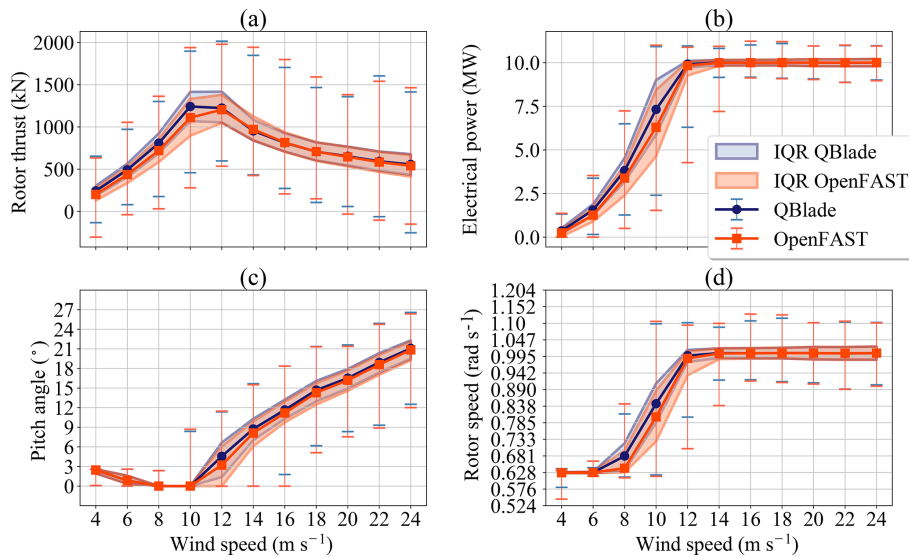 (a)
Rotor thrust (kN)
2000
1500
1000
500
0
(b)
Electrical power (MW)
10.0
7.5
5.0
2.5
0.0
IQR QBlade
IQR OpenFAST
QBlade
OpenFAST
(c)
Pitch angle (°)
27
24
21
18
15
12
9
6
3
0
4 6 8 10 12 14 16 18 20 22 24
Wind speed (m s⁻¹)
(d)
Rotor speed (rad s⁻¹)
1.204
1.152
1.100
1.047
0.995
0.942
0.890
0.838
0.785
0.733
0.681
0.628
0.576
0.524
4 6 8 10 12 14 16 18 20 22 24
Wind speed (m s⁻¹)